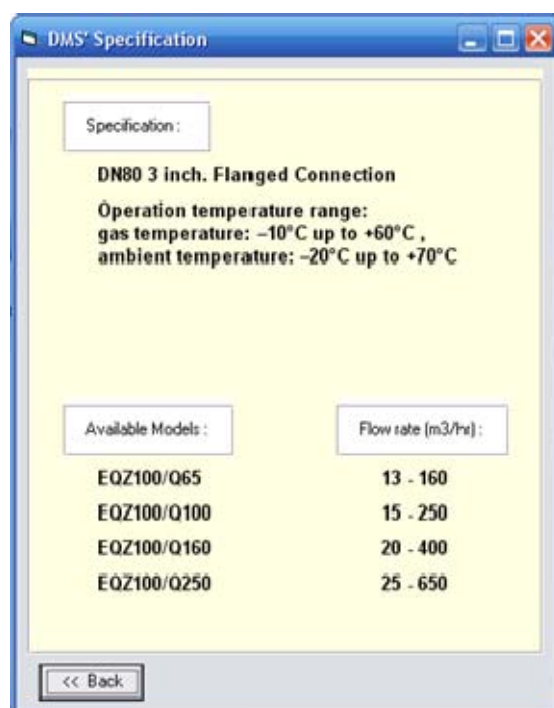 DMS' Specification
Specification :
DN80 3 inch. Flanged Connection
Operation temperature range:
gas temperature: –10°C up to +60°C ,
ambient temperature: –20°C up to +70°C
Available Models : Flow rate (m3/hr) :
EQZ100/Q65 13 - 160
EQZ100/Q100 15 - 250
EQZ100/Q160 20 - 400
EQZ100/Q250 25 - 650
<< Back